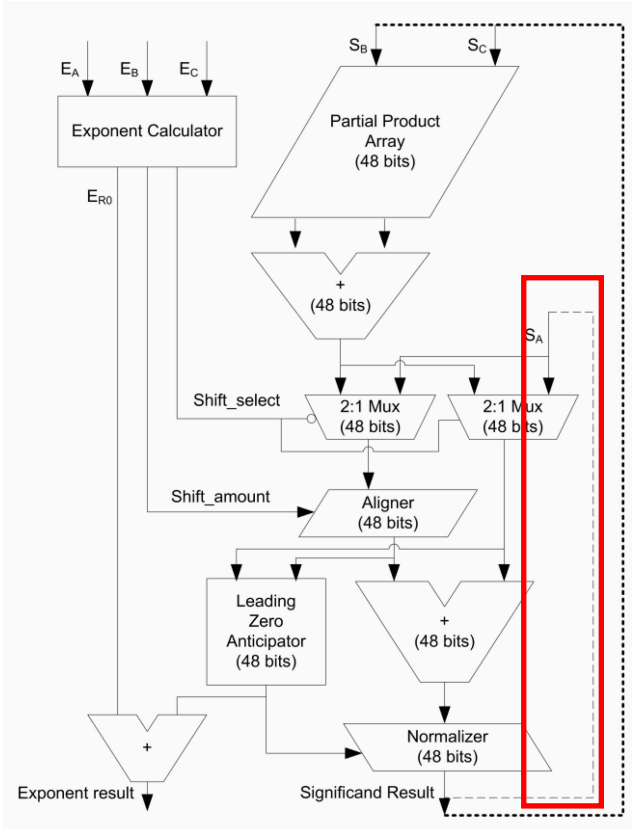 S_B S_C
E_A E_B E_C
Exponent Calculator
Partial Product
Array
(48 bits)
E_R0
+
(48 bits)
S_A
Shift_select
2:1 Mux
(48 bits)
2:1 Mux
(48 bits)
Shift_amount
Aligner
(48 bits)
Leading
Zero
Anticipator
(48 bits)
+
(48 bits)
+
Normalizer
(48 bits)
Exponent result
Significand Result